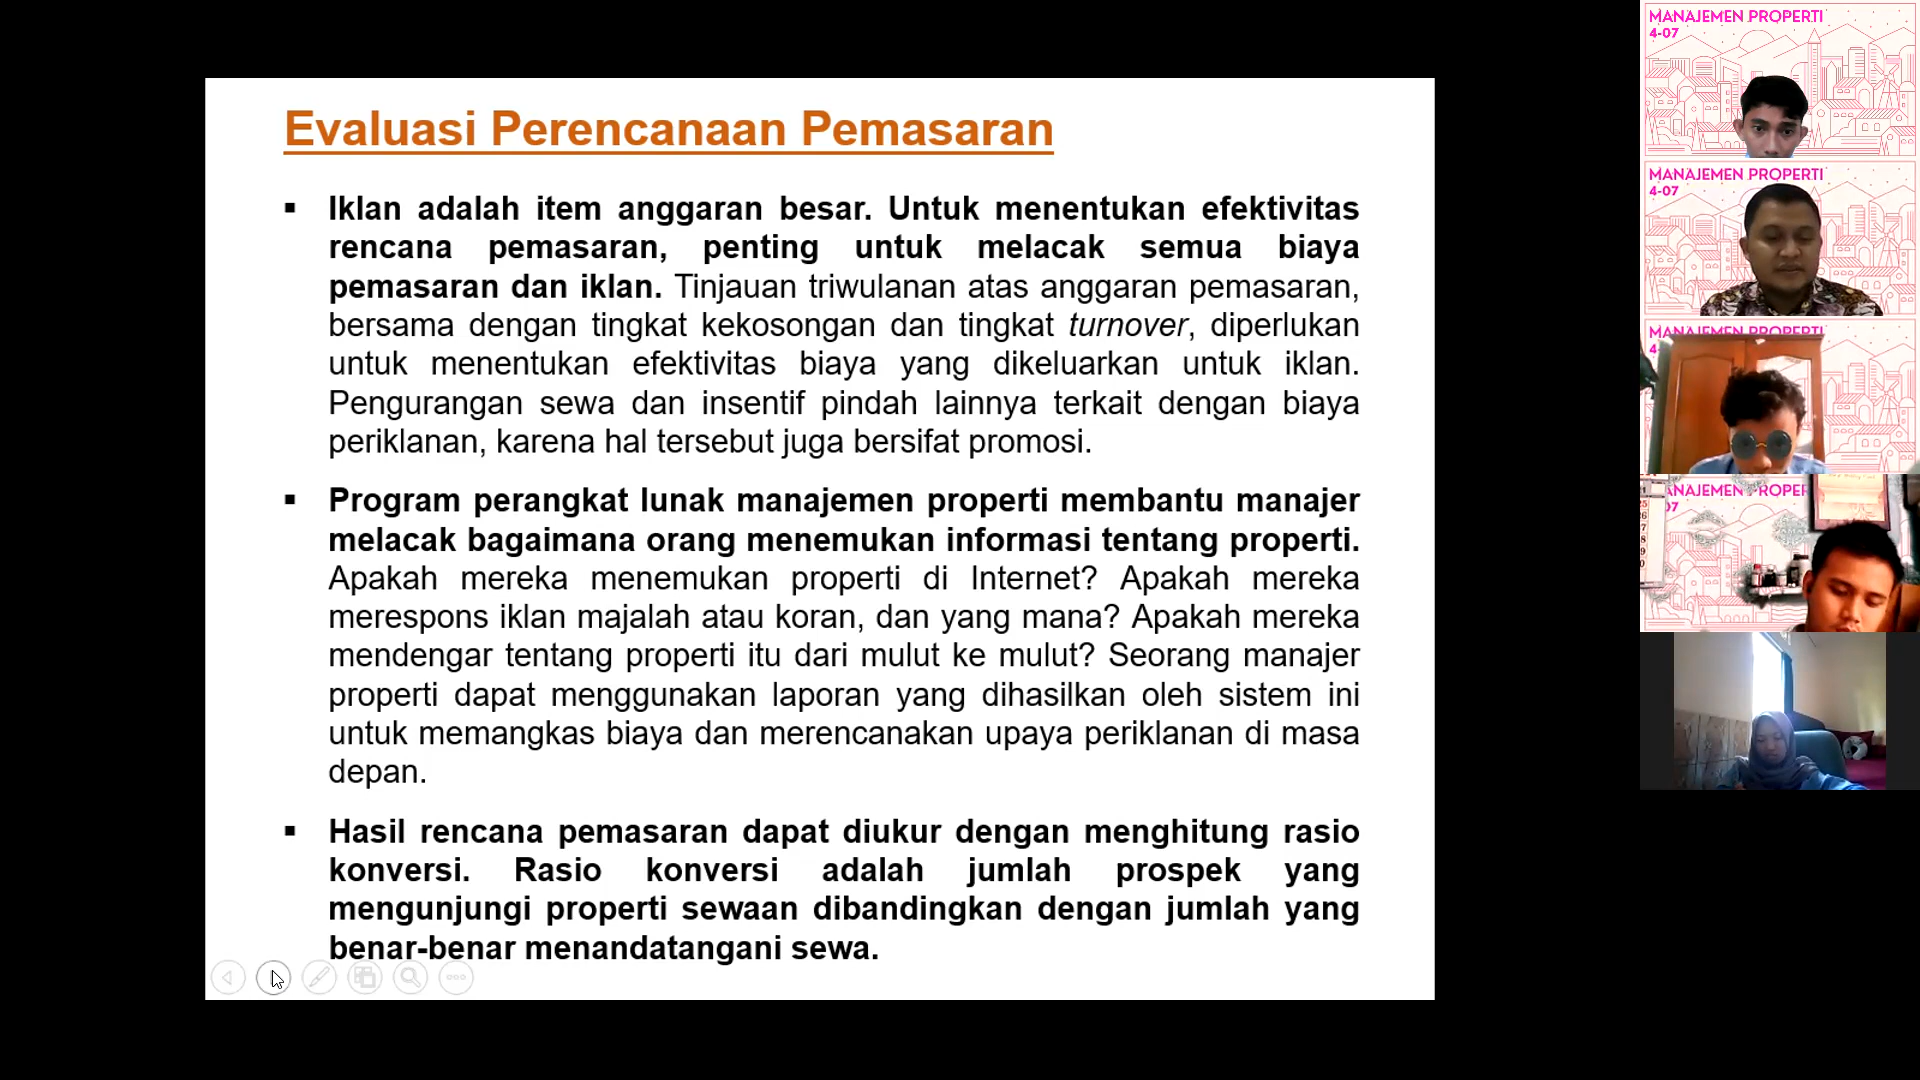 Evaluasi Perencanaan Pemasaran
▪ Iklan adalah item anggaran besar. Untuk menentukan efektivitas
rencana pemasaran, penting untuk melacak semua biaya
pemasaran dan iklan. Tinjauan triwulanan atas anggaran pemasaran,
bersama dengan tingkat kekosongan dan tingkat turnover, diperlukan
untuk menentukan efektivitas biaya yang dikeluarkan untuk iklan.
Pengurangan sewa dan insentif pindah lainnya terkait dengan biaya
periklanan, karena hal tersebut juga bersifat promosi.
▪ Program perangkat lunak manajemen properti membantu manajer
melacak bagaimana orang menemukan informasi tentang properti.
Apakah mereka menemukan properti di Internet? Apakah mereka
merespons iklan majalah atau koran, dan yang mana? Apakah mereka
mendengar tentang properti itu dari mulut ke mulut? Seorang manajer
properti dapat menggunakan laporan yang dihasilkan oleh sistem ini
untuk memangkas biaya dan merencanakan upaya periklanan di masa
depan.
▪ Hasil rencana pemasaran dapat diukur dengan menghitung rasio
konversi. Rasio konversi adalah jumlah prospek yang
mengunjungi properti sewaan dibandingkan dengan jumlah yang
benar-benar menandatangani sewa.
MANAJEMEN PROPERTI
4-07
MANAJEMEN PROPERTI
4-07
MANAJEMEN PROPERTI
4-
ANAJEMEN PROPER
07